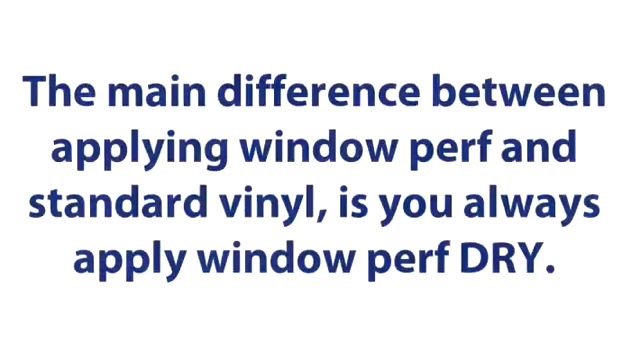 The main difference between
applying window perf and
standard vinyl, is you always
apply window perf DRY.